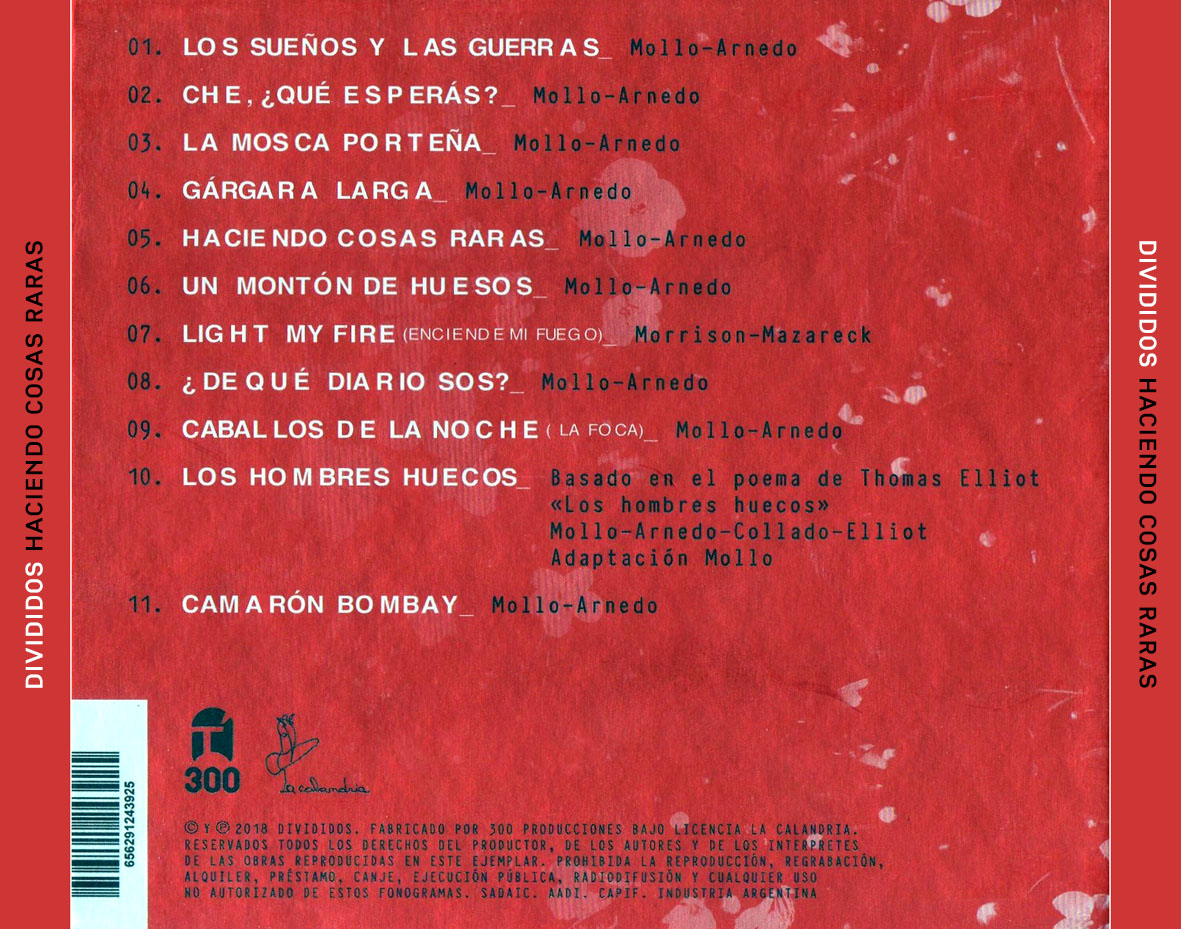 DIVIDIDOS HACIENDO COSAS RARAS
01. LOS SUEÑOS Y LAS GUERRAS_ Mollo-Arnedo
02. CHE, ¿QUÉ ESPERÁS?_ Mollo-Arnedo
03. LA MOSCA PORTEÑA_ Mollo-Arnedo
04. GÁRGARA LARGA_ Mollo-Arnedo
05. HACIENDO COSAS RARAS_ Mollo-Arnedo
06. UN MONTÓN DE HUESOS_ Mollo-Arnedo
07. LIGHT MY FIRE (ENCIENDE MI FUEGO)_ Morrison-Mazareck
08. ¿DE QUÉ DIARIO SOS?_ Mollo-Arnedo
09. CABALLOS DE LA NOCHE ( LA FOCA)_ Mollo-Arnedo
10. LOS HOMBRES HUECOS_ Basado en el poema de Thomas Elliot
«Los hombres huecos»
Mollo-Arnedo-Collado-Elliot
Adaptación Mollo
11. CAMARÓN BOMBAY_ Mollo-Arnedo
656291243925
300
La calandria
© Y ℗ 2018 DIVIDIDOS. FABRICADO POR 300 PRODUCCIONES BAJO LICENCIA LA CALANDRIA.
RESERVADOS TODOS LOS DERECHOS DEL PRODUCTOR, DE LOS AUTORES Y DE LOS INTERPRETES
DE LAS OBRAS REPRODUCIDAS EN ESTE EJEMPLAR. PROHIBIDA LA REPRODUCCIÓN, REGRABACIÓN,
ALQUILER, PRÉSTAMO, CANJE, EJECUCIÓN PÚBLICA, RADIODIFUSIÓN Y CUALQUIER USO
NO AUTORIZADO DE ESTOS FONOGRAMAS. SADAIC. AADI. CAPIF. INDUSTRIA ARGENTINA
DIVIDIDOS HACIENDO COSAS RARAS